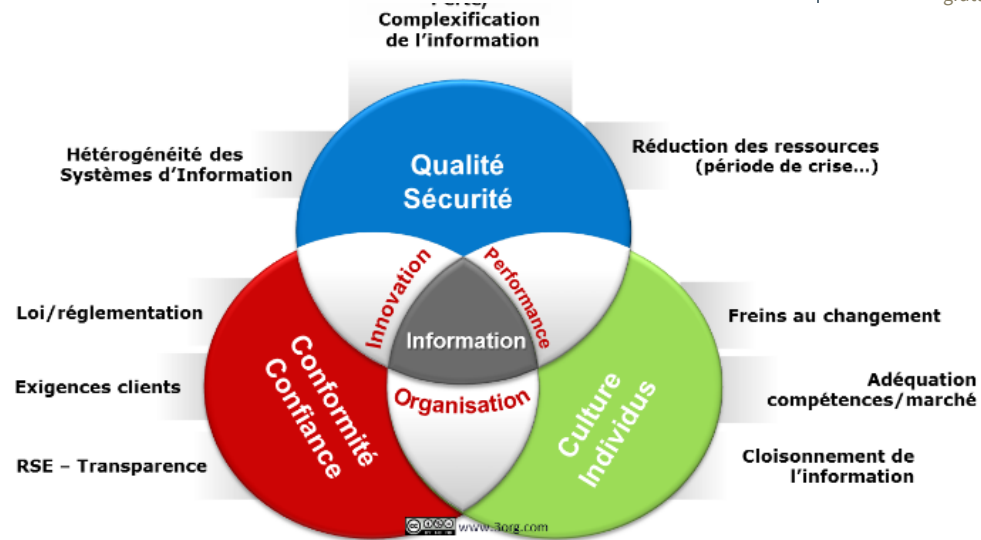 Complexification
de l’information
Hétérogénéité des
Systèmes d’Information
Réduction des ressources
(période de crise…)
Qualité
Sécurité
Innovation
Performance
Information
Organisation
Conformité
Confiance
Culture
Individus
Loi/réglementation
Exigences clients
RSE – Transparence
Freins au changement
Adéquation
compétences/marché
Cloisonnement de
l’information
www.3org.com